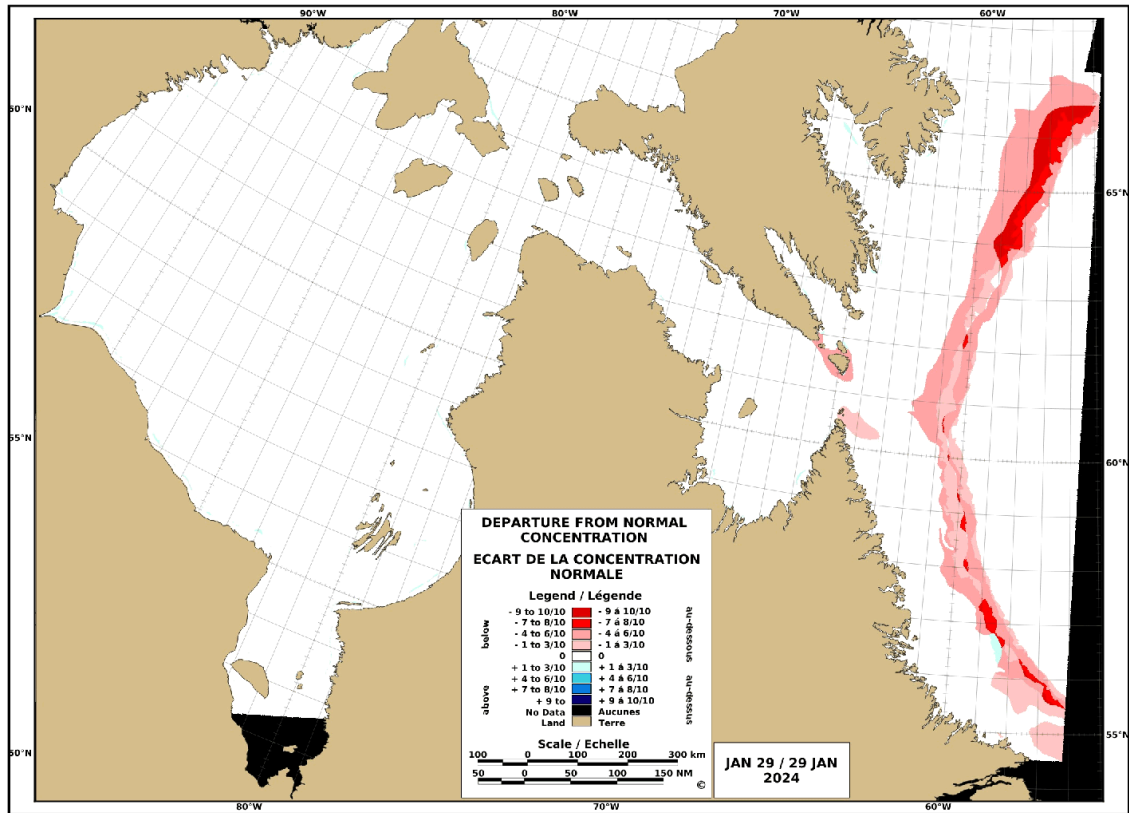 90°W 80°W 70°W 60°W
60°N
65°N
55°N
60°N
50°N
55°N
80°W 70°W 60°W
DEPARTURE FROM NORMAL
CONCENTRATION
ECART DE LA CONCENTRATION
NORMALE
Legend / Légende
below
- 9 to 10/10 - 9 á 10/10
- 7 to 8/10 - 7 á 8/10
- 4 to 6/10 - 4 á 6/10
- 1 to 3/10 - 1 á 3/10
au-dessous
0 0
above
+ 1 to 3/10 + 1 á 3/10
+ 4 to 6/10 + 4 á 6/10
+ 7 to 8/10 + 7 á 8/10
+ 9 to + 9 á 10/10
au-dessus
No Data Aucunes
Land Terre
Scale / Echelle
100 0 100 200 300 km
50 0 50 100 150 NM
©
JAN 29 / 29 JAN
2024